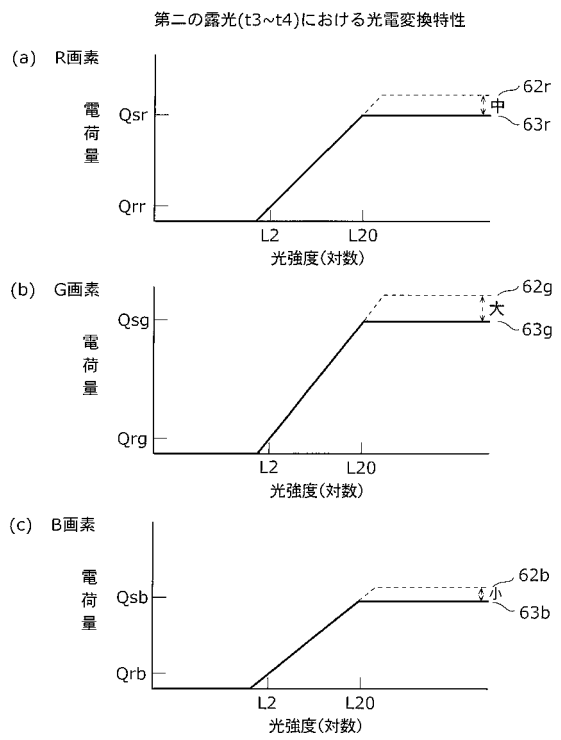 第二の露光(t3~t4)における光電変換特性
(a) R画素
電荷量
Qsr
Qrr
62r
中
63r
L2
L20
光強度(対数)
(b) G画素
電荷量
Qsg
Qrg
62g
大
63g
L2
L20
光強度(対数)
(c) B画素
電荷量
Qsb
Qrb
62b
小
63b
L2
L20
光強度(対数)